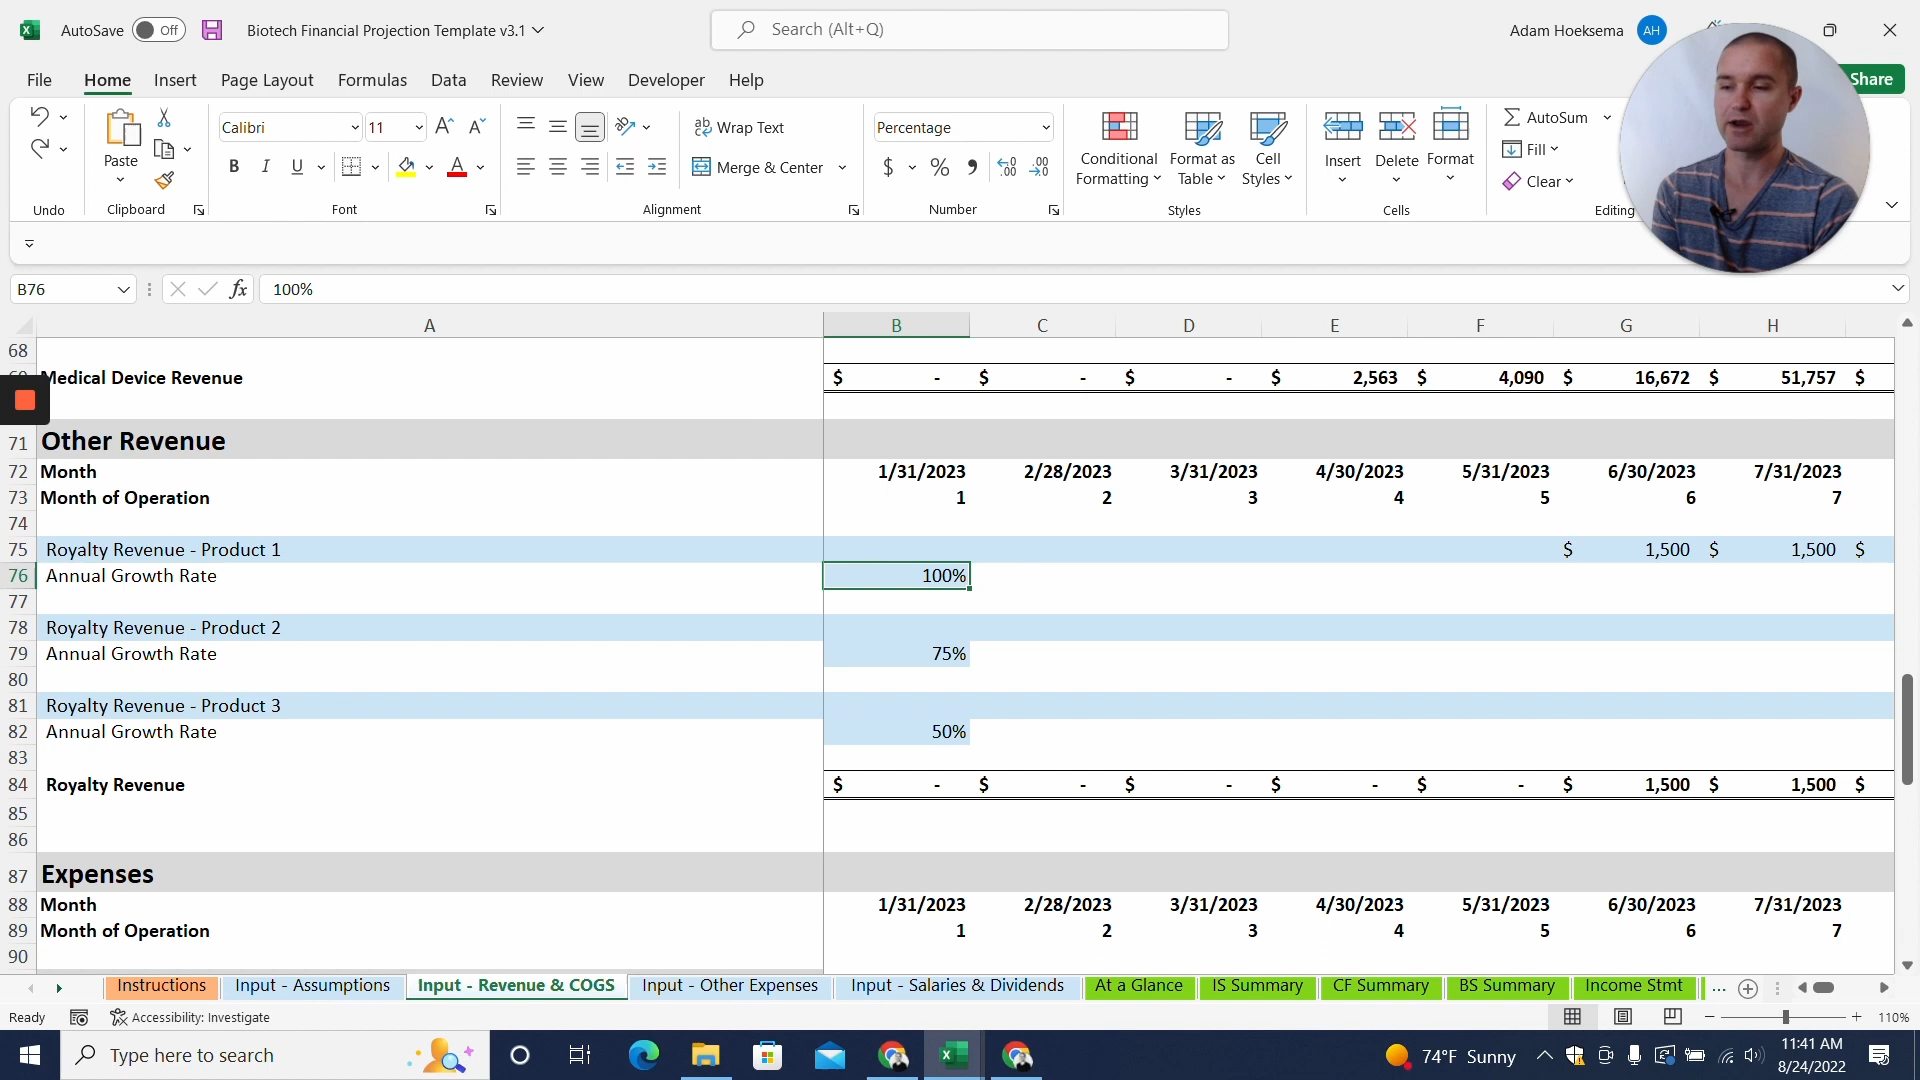 AutoSave Off Biotech Financial Projection Template v3.1 Search (Alt+Q) Adam Hoeksema AH
File Home Insert Page Layout Formulas Data Review View Developer Help Share
Paste Calibri 11 Wrap Text Percentage Conditional Formatting Format as Table Cell Styles Insert Delete Format AutoSum
Fill
B I U A Merge & Center $ % Clear
Undo Clipboard Font Alignment Number Styles Cells Editing
B76 fx 100%
A B C D E F G H
68
Medical Device Revenue $ - $ - $ - $ 2,563 $ 4,090 $ 16,672 $ 51,757 $
71 Other Revenue
72 Month 1/31/2023 2/28/2023 3/31/2023 4/30/2023 5/31/2023 6/30/2023 7/31/2023
73 Month of Operation 1 2 3 4 5 6 7
74
75 Royalty Revenue - Product 1 $ 1,500 $ 1,500 $
76 Annual Growth Rate 100%
77
78 Royalty Revenue - Product 2
79 Annual Growth Rate 75%
80
81 Royalty Revenue - Product 3
82 Annual Growth Rate 50%
83
84 Royalty Revenue $ - $ - $ - $ - $ - $ 1,500 $ 1,500 $
85
86
87 Expenses
88 Month 1/31/2023 2/28/2023 3/31/2023 4/30/2023 5/31/2023 6/30/2023 7/31/2023
89 Month of Operation 1 2 3 4 5 6 7
90
Instructions Input - Assumptions Input - Revenue & COGS Input - Other Expenses Input - Salaries & Dividends At a Glance IS Summary CF Summary BS Summary Income Stmt ...
Ready Accessibility: Investigate 110%
Type here to search 74°F Sunny 11:41 AM
8/24/2022